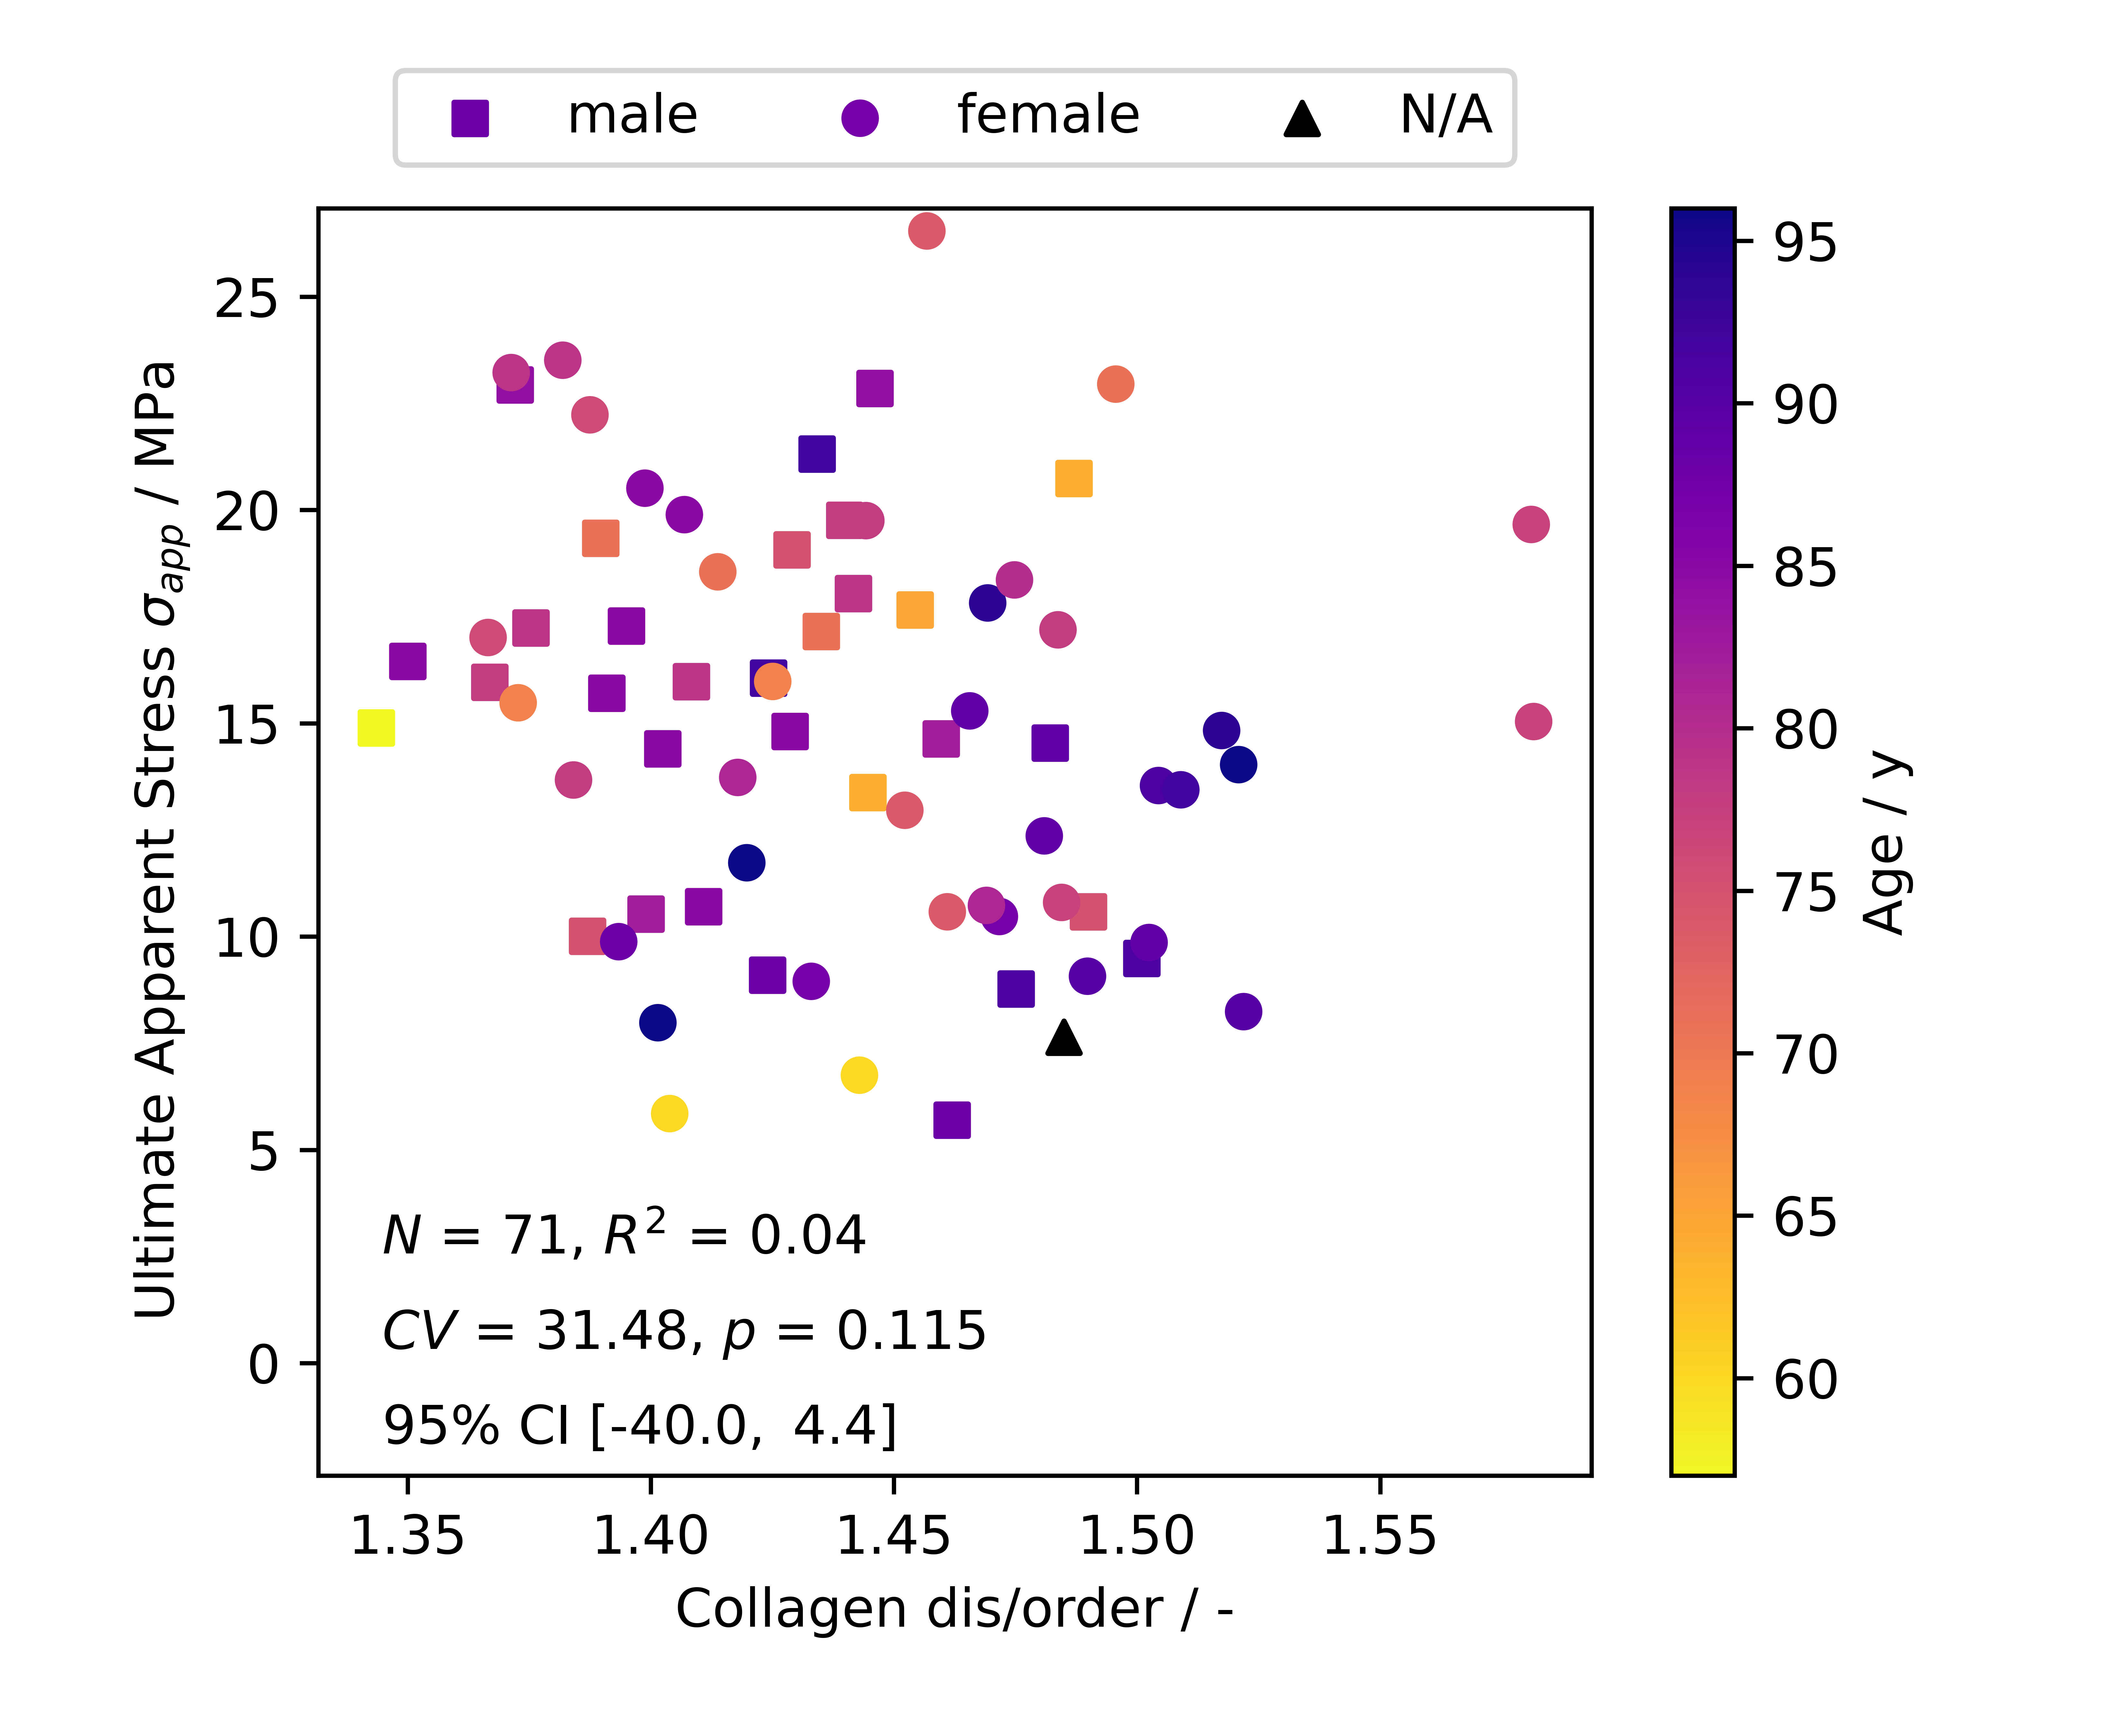 male female N/A
Ultimate Apparent Stress σapp / MPa
25
20
15
10
5
0
N = 71, R² = 0.04
CV = 31.48, p = 0.115
95% CI [-40.0, 4.4]
1.35 1.40 1.45 1.50 1.55
Collagen dis/order / -
95
90
85
80
75
70
65
60
Age / y